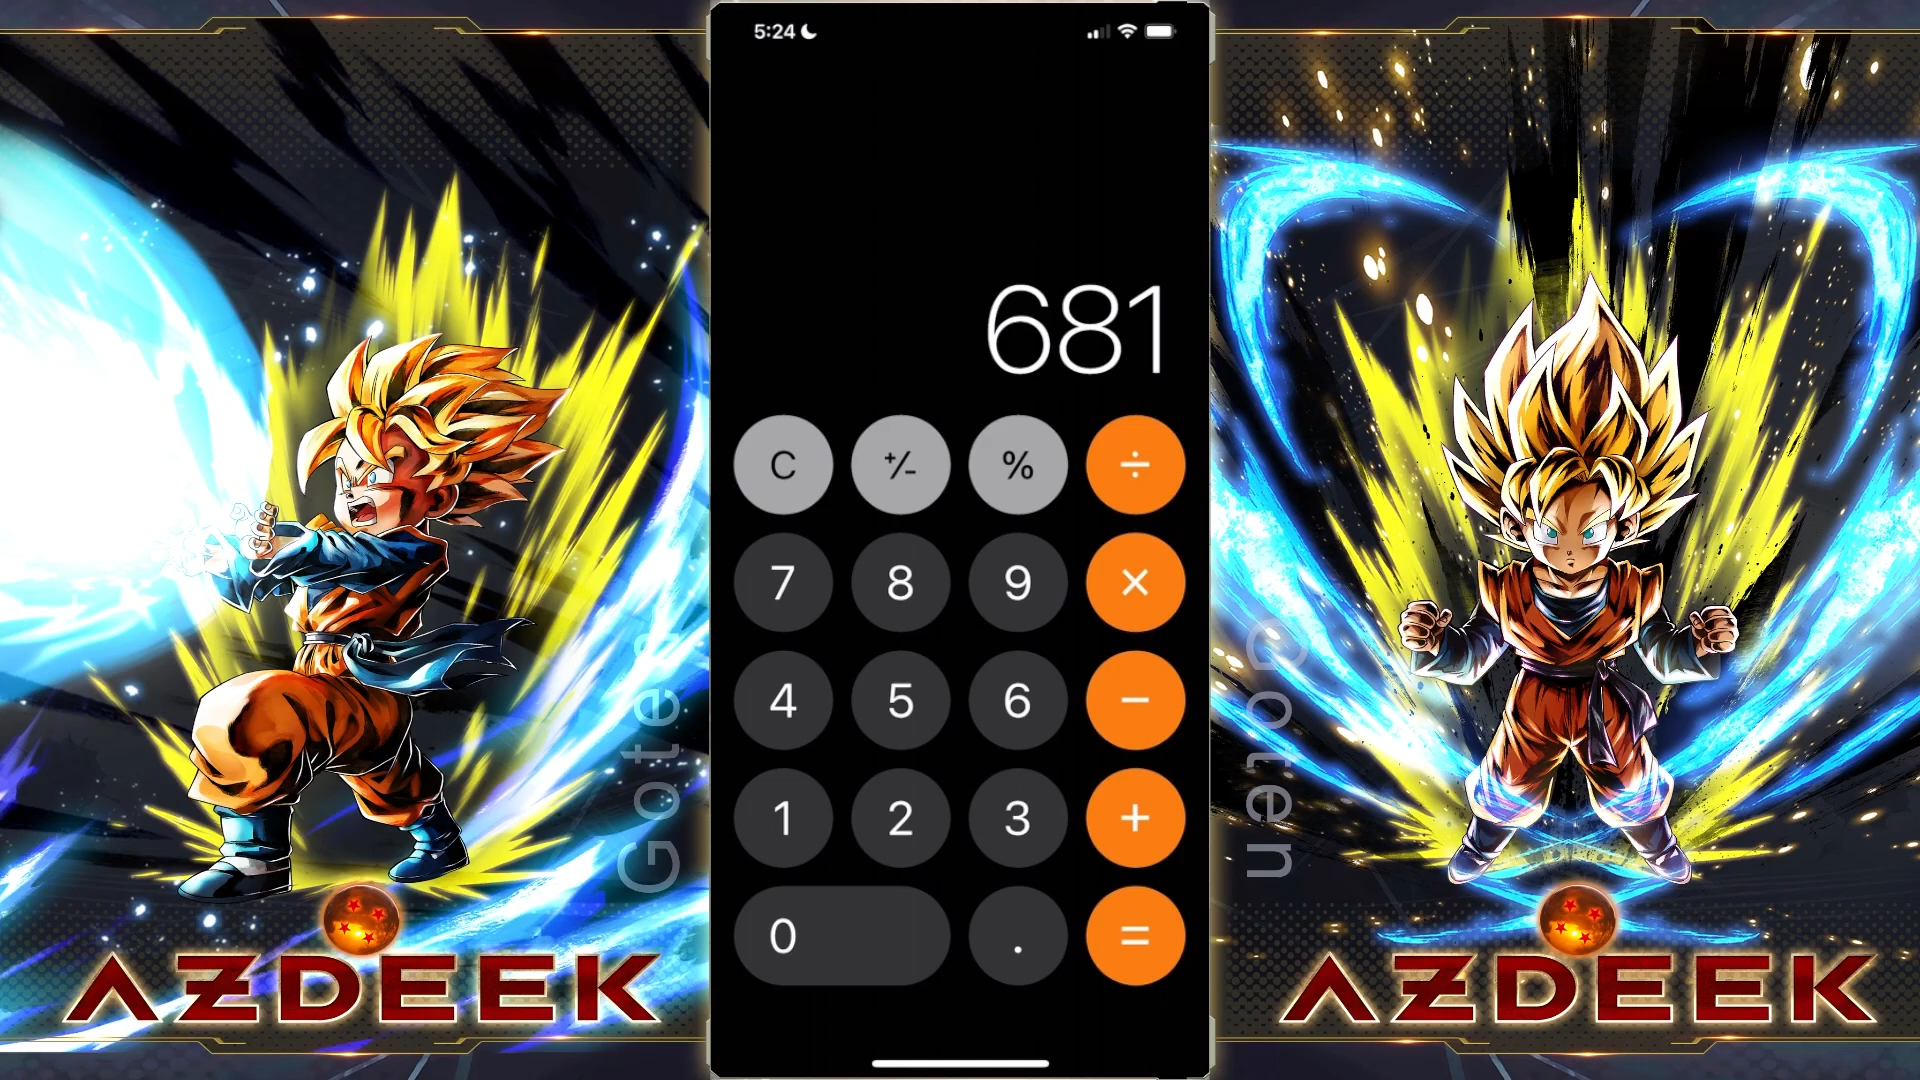 5:24
681
C +/- % ÷
7 8 9 ×
4 5 6 −
1 2 3 +
0 . =
Goten
Goten
AZDEEK
AZDEEK